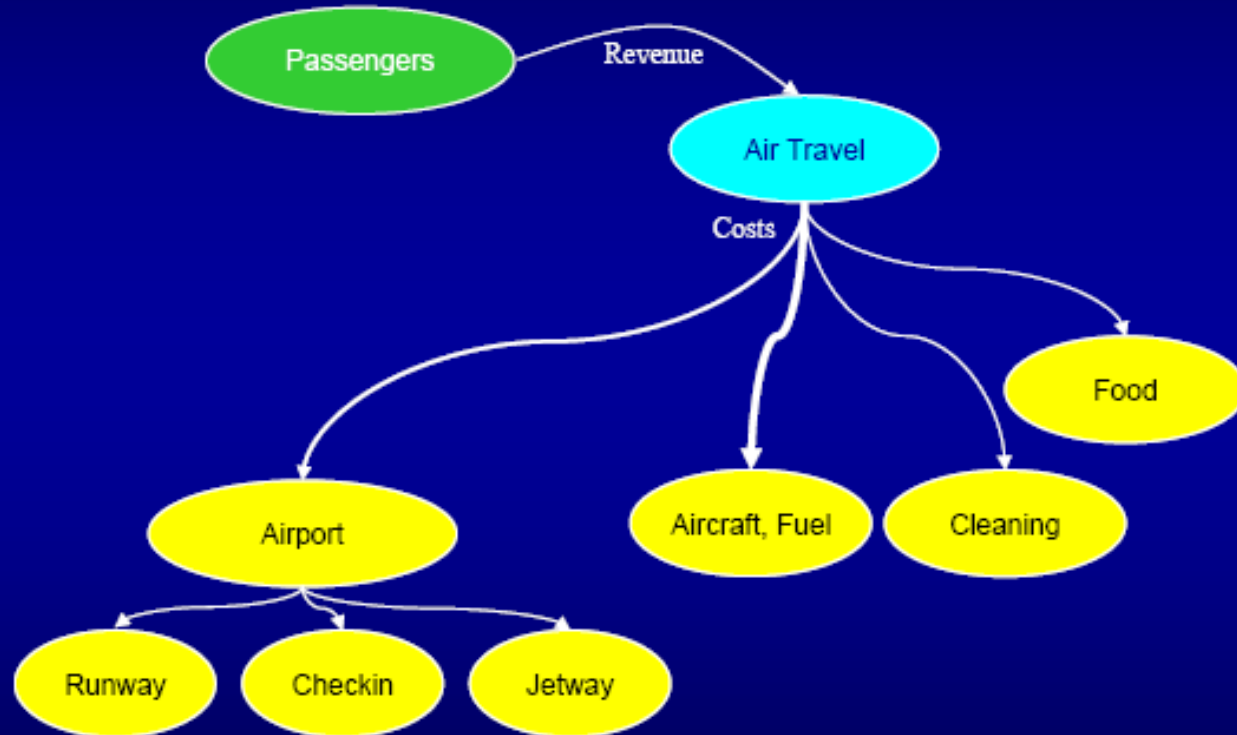 Passengers
Revenue
Air Travel
Costs
Food
Airport
Aircraft, Fuel
Cleaning
Runway
Checkin
Jetway